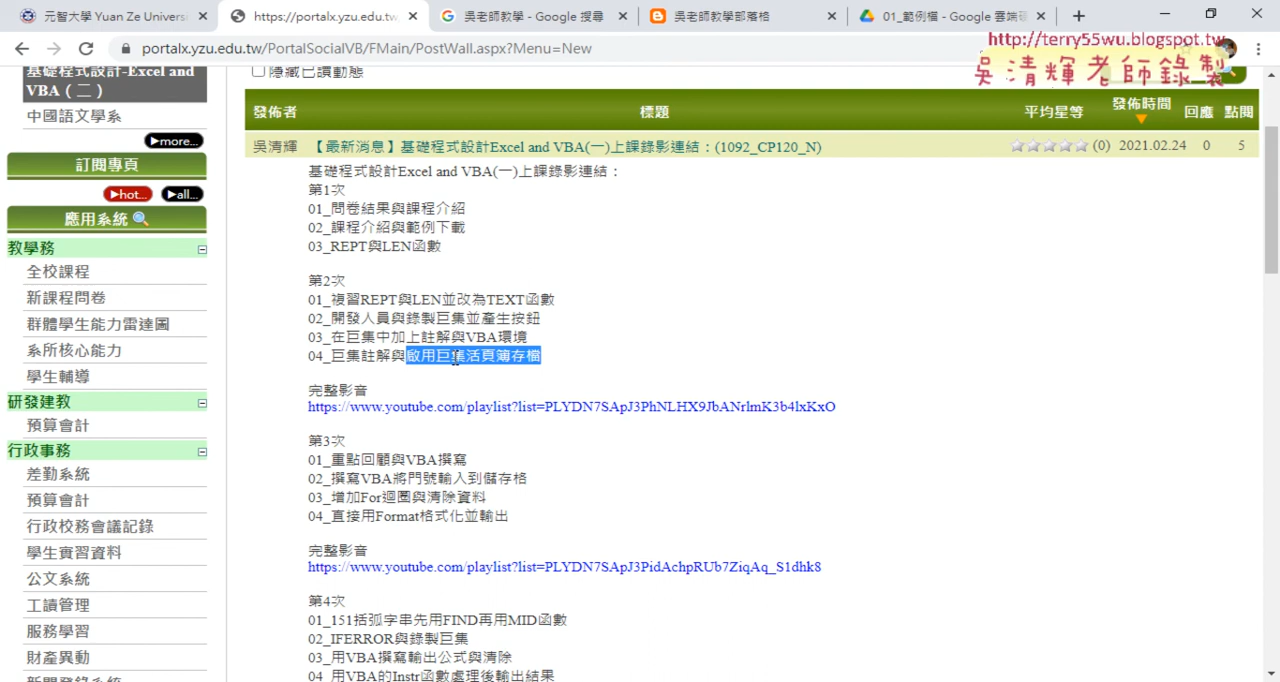 元智大學 Yuan Ze Univers
https://portalx.yzu.edu.tw
吳老師教學 - Google 搜尋
吳老師教學部落格
01_範例檔 - Google 雲端
portalx.yzu.edu.tw/PortalSocialVB/FMain/PostWall.aspx?Menu=New
http://terry55wu.blogspot.tw
吳清輝老師錄製
基礎程式設計-Excel and
VBA（二）
中國語文學系
▶more...
訂閱專頁
▶hot... ▶all...
應用系統
教學務
全校課程
新課程問卷
群體學生能力雷達圖
系所核心能力
學生輔導
研發建教
預算會計
行政事務
差勤系統
預算會計
行政校務會議記錄
學生實習資料
公文系統
工讀管理
服務學習
財產異動
隱藏已讀動態
發佈者 標題 平均星等 發佈時間 回應 點閱
吳清輝 【最新消息】基礎程式設計Excel and VBA(一)上課錄影連結：(1092_CP120_N) (0) 2021.02.24 0 5
基礎程式設計Excel and VBA(一)上課錄影連結：
第1次
01_問卷結果與課程介紹
02_課程介紹與範例下載
03_REPT與LEN函數
第2次
01_複習REPT與LEN並改為TEXT函數
02_開發人員與錄製巨集並產生按鈕
03_在巨集中加上註解與VBA環境
04_巨集註解與啟用巨集活頁簿存檔
完整影音
https://www.youtube.com/playlist?list=PLYDN7SApJ3PhNLHX9JbANrlmK3b4lxKxO
第3次
01_重點回顧與VBA撰寫
02_撰寫VBA將門號輸入到儲存格
03_增加For迴圈與清除資料
04_直接用Format格式化並輸出
完整影音
https://www.youtube.com/playlist?list=PLYDN7SApJ3PidAchpRUb7ZiqAq_S1dhk8
第4次
01_151括弧字串先用FIND再用MID函數
02_IFERROR與錄製巨集
03_用VBA撰寫輸出公式與清除
04_用VBA的Instr函數處理後輸出結果